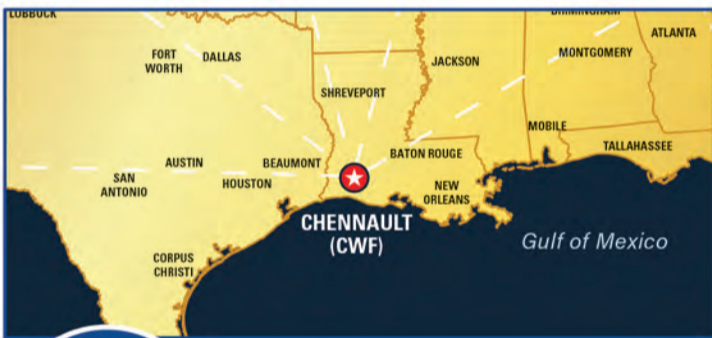 LUBBOCK
BIRMINGHAM
ATLANTA
FORT
WORTH
DALLAS
JACKSON
MONTGOMERY
SHREVEPORT
MOBILE
BEAUMONT
BATON ROUGE
TALLAHASSEE
AUSTIN
SAN
ANTONIO
HOUSTON
NEW
ORLEANS
CHENNAULT
(CWF)
Gulf of Mexico
CORPUS
CHRISTI